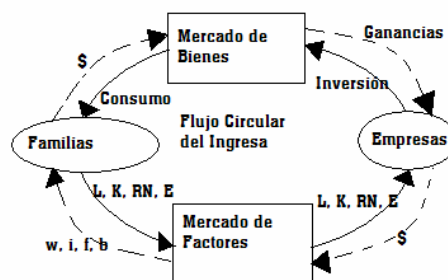 $
Mercado de
Bienes
Ganancias
Consumo
Inversión
Familias
Flujo Circular
del Ingresa
Empresas
L, K, RN, E
L, K, RN, E
w, i, f, b
Mercado de
Factores
$